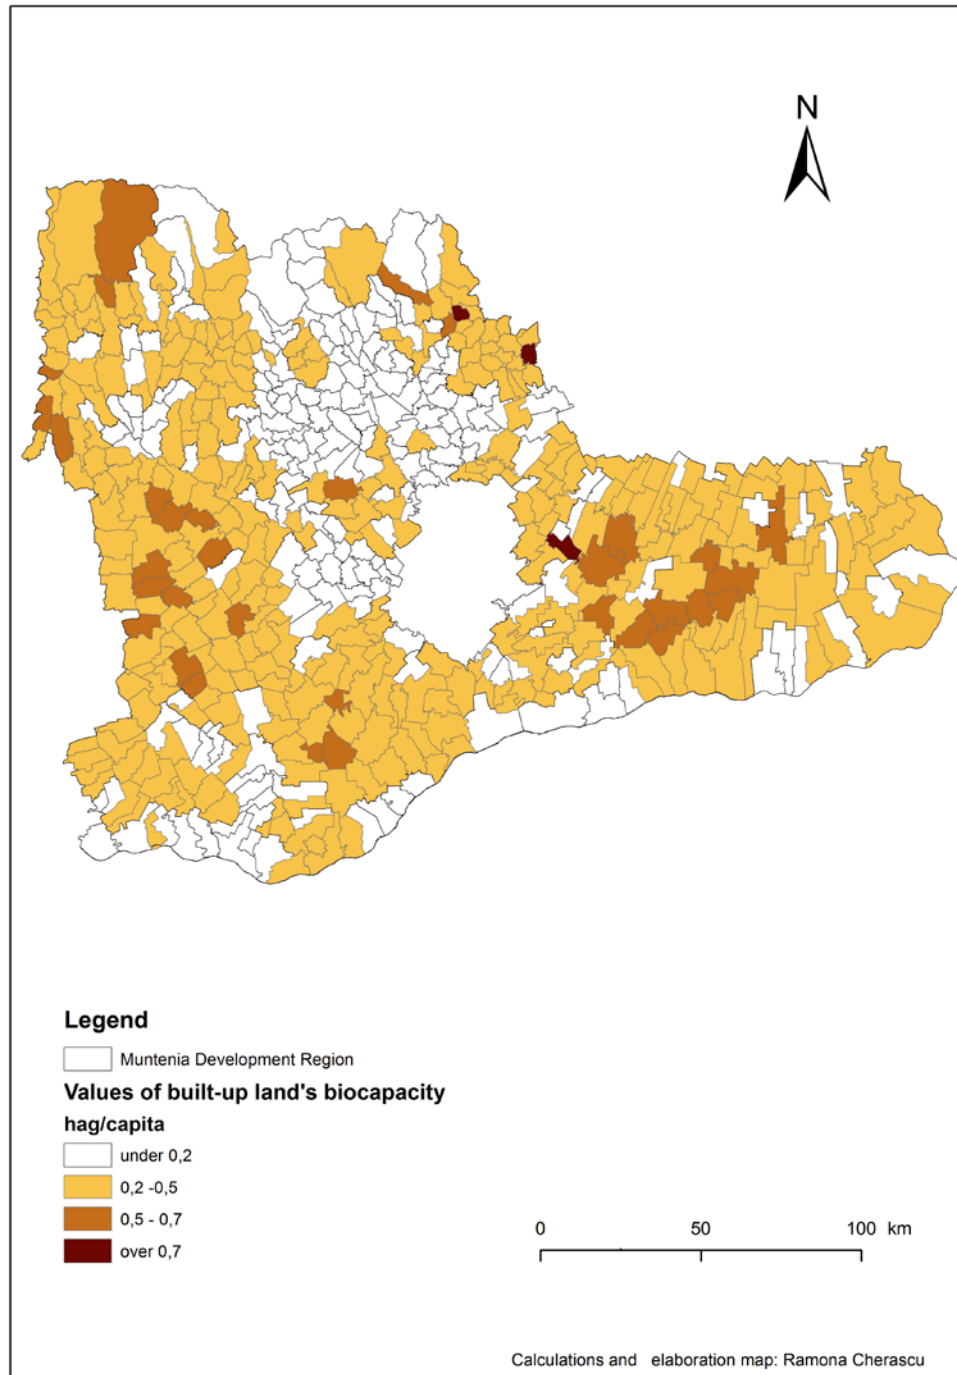 N
Legend
Muntenia Development Region
Values of built-up land's biocapacity
hag/capita
under 0,2
0,2 -0,5
0,5 - 0,7
over 0,7
0 50 100 km
Calculations and elaboration map: Ramona Cherascu